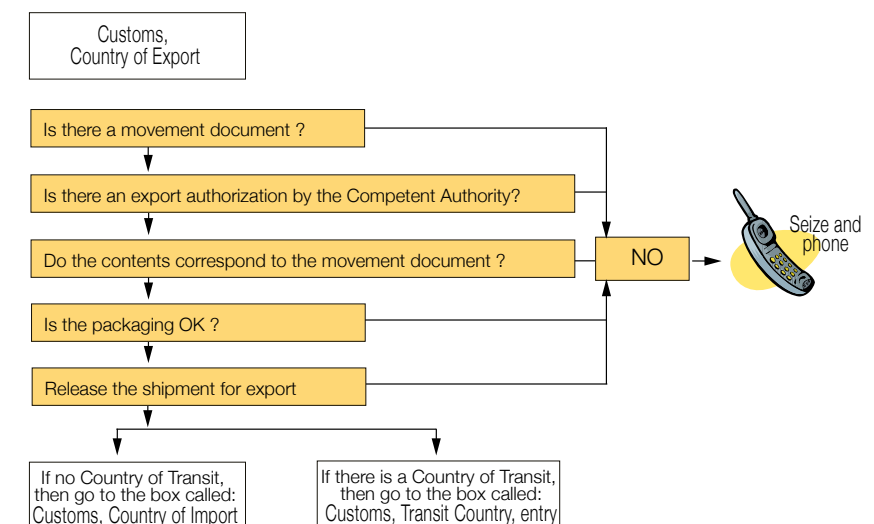 Customs,
Country of Export
Is there a movement document ?
Is there an export authorization by the Competent Authority?
Do the contents correspond to the movement document ?
NO
Seize and
phone
Is the packaging OK ?
Release the shipment for export
If no Country of Transit,
then go to the box called:
Customs, Country of Import
If there is a Country of Transit,
then go to the box called:
Customs, Transit Country, entry